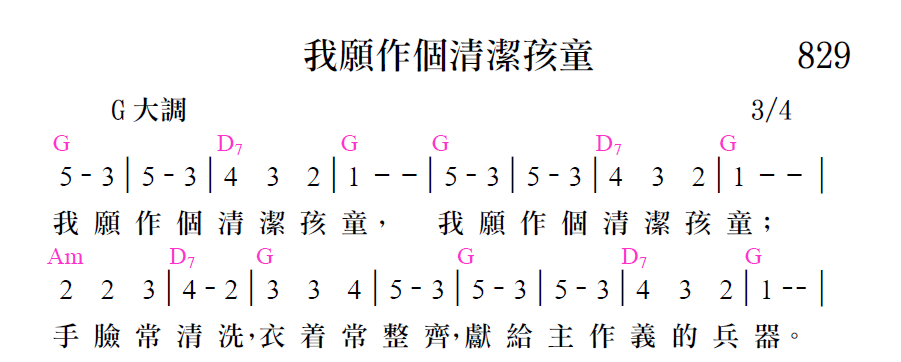 我願作個清潔孩童 829
G 大調 3/4
G D7 G G D7 G
5 - 3 | 5 - 3 | 4 3 2 | 1 - - | 5 - 3 | 5 - 3 | 4 3 2 | 1 - - |
我願作個清潔孩童， 我願作個清潔孩童；
Am D7 G G D7 G
2 2 3 | 4 - 2 | 3 3 4 | 5 - 3 | 5 - 3 | 5 - 3 | 4 3 2 | 1 - - |
手臉常清洗，衣着常整齊，獻給主作義的兵器。